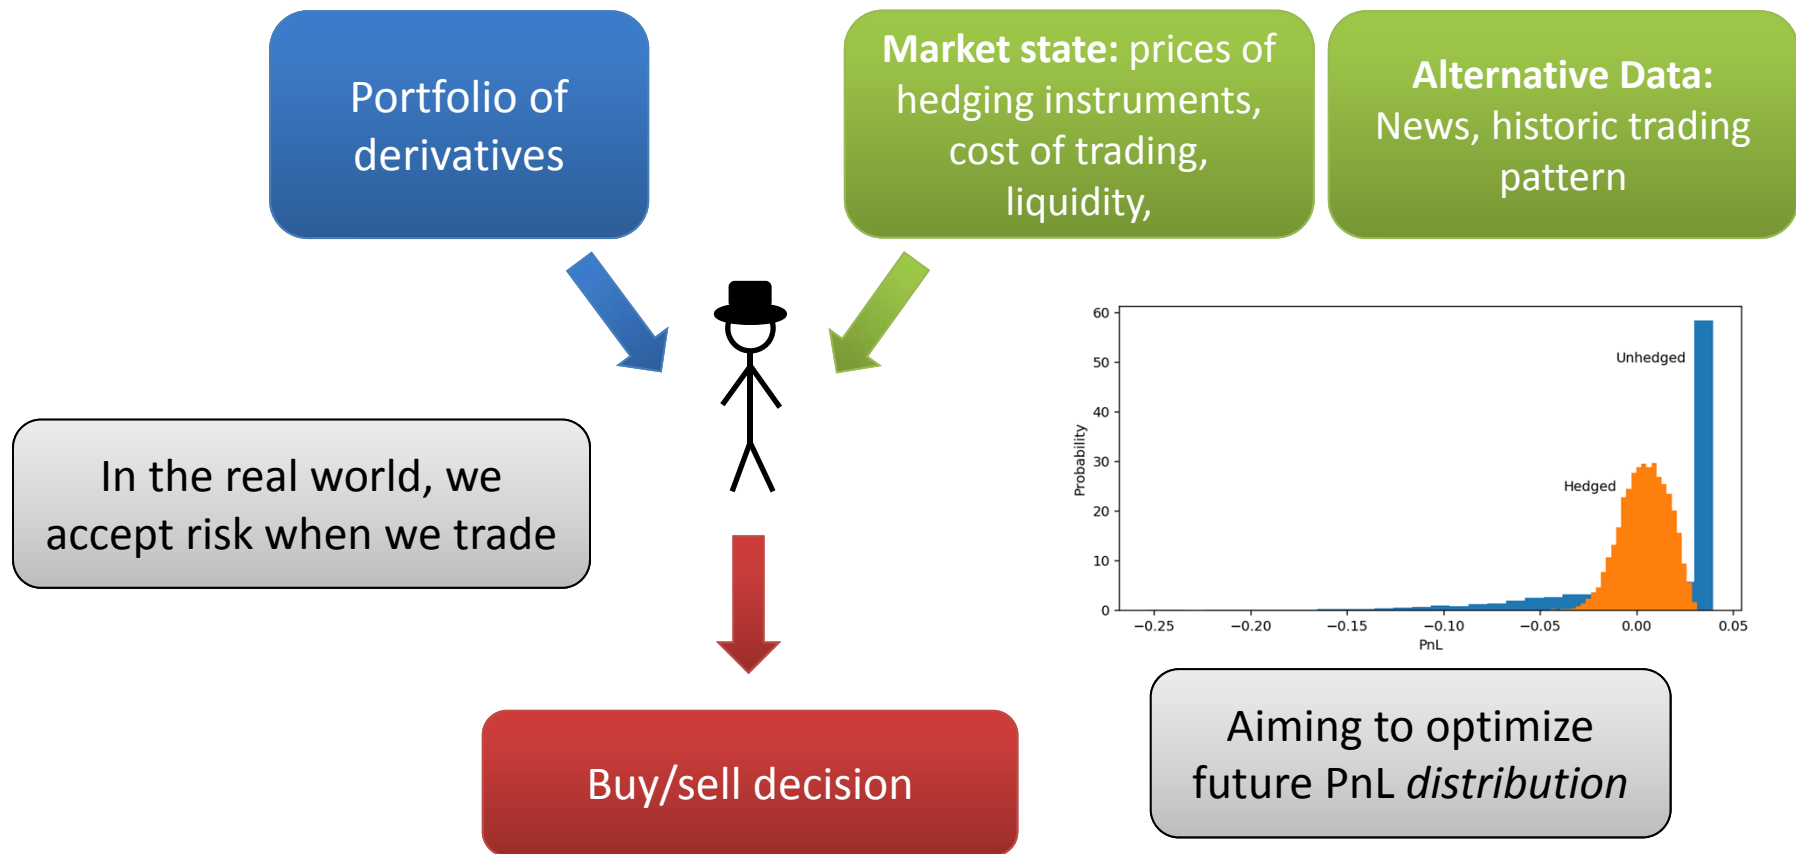 Portfolio of
derivatives
Market state: prices of
hedging instruments,
cost of trading,
liquidity,
Alternative Data:
News, historic trading
pattern
In the real world, we
accept risk when we trade
Buy/sell decision
60
50
40
30
20
10
0
Probability
Unhedged
Hedged
−0.25
−0.20
−0.15
−0.10
−0.05
0.00
0.05
PnL
Aiming to optimize
future PnL distribution